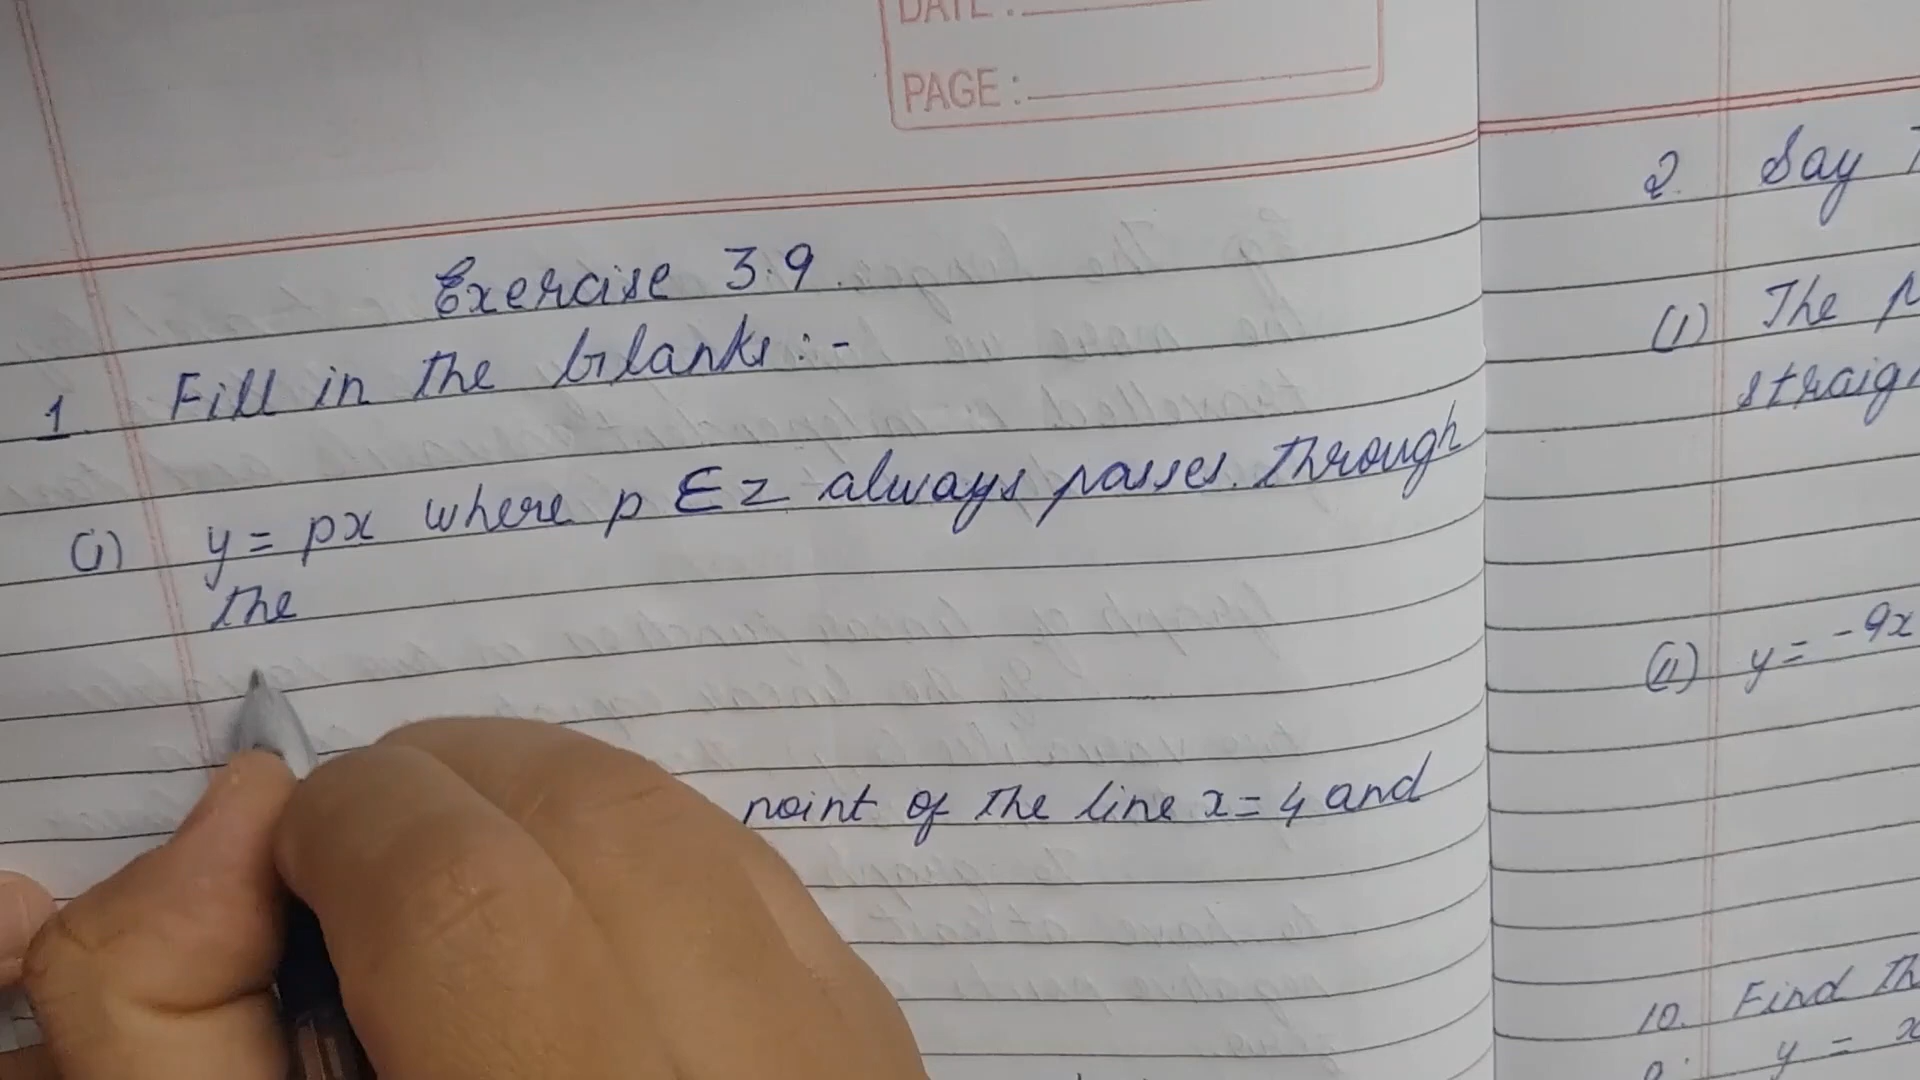 DATE :
PAGE :
Exercise 3.9.
1. Fill in the blanks :-
(i) y = px where p ∈ z always passes through
the
point of the line x = 4 and
2. Say
(i) The
(ii) y = -9x
10. Find
y = x